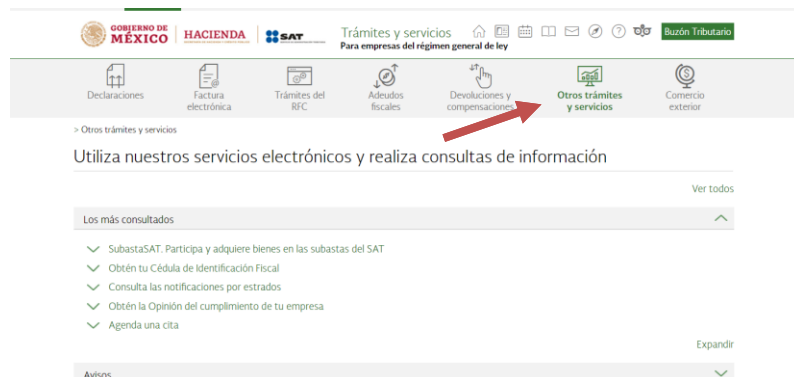 GOBIERNO DE
MÉXICO
HACIENDA
SAT
Trámites y servicios
Para empresas del régimen general de ley
Buzón Tributario
Declaraciones
Factura
electrónica
Trámites del
RFC
Adeudos
fiscales
Devoluciones y
compensaciones
Otros trámites
y servicios
Comercio
exterior
> Otros trámites y servicios
Utiliza nuestros servicios electrónicos y realiza consultas de información
Ver todos
Los más consultados
SubastaSAT. Participa y adquiere bienes en las subastas del SAT
Obtén tu Cédula de Identificación Fiscal
Consulta las notificaciones por estrados
Obtén la Opinión del cumplimiento de tu empresa
Agenda una cita
Expandir
Avisos